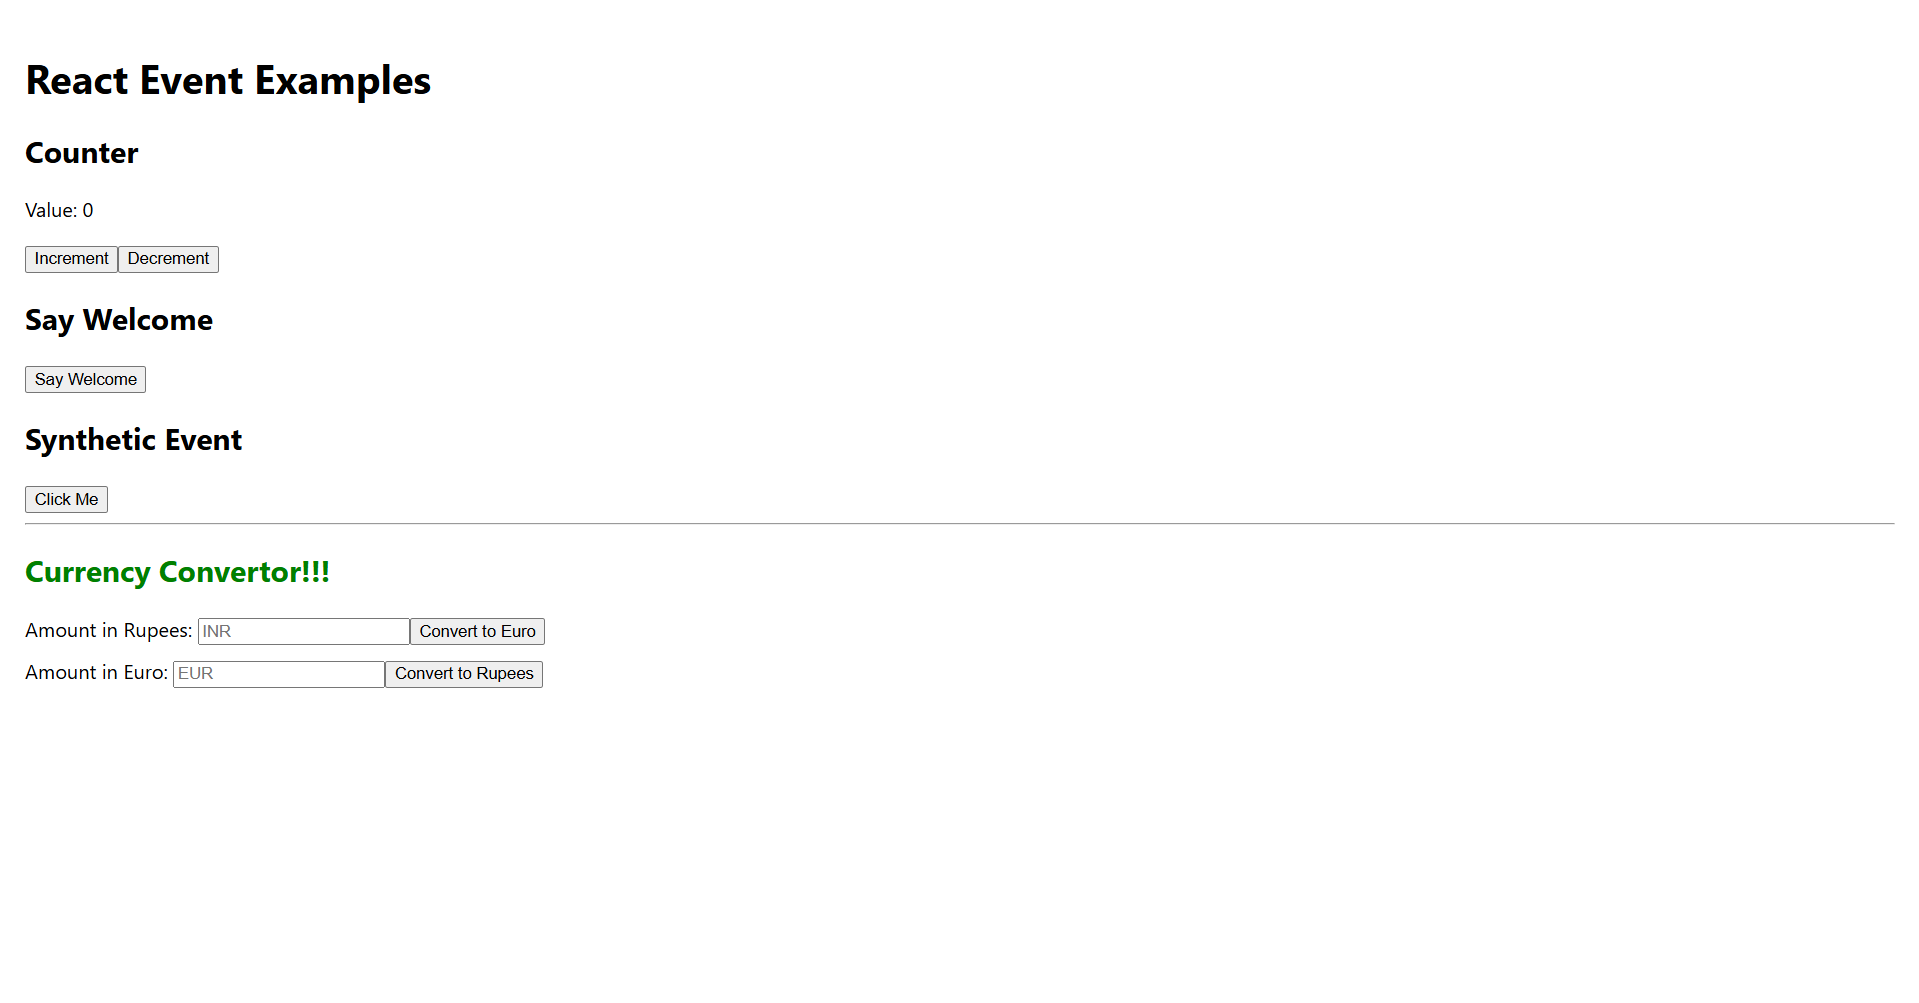 React Event Examples
Counter
Value: 0
Increment Decrement
Say Welcome
Say Welcome
Synthetic Event
Click Me
Currency Convertor!!!
Amount in Rupees: INR Convert to Euro
Amount in Euro: EUR Convert to Rupees